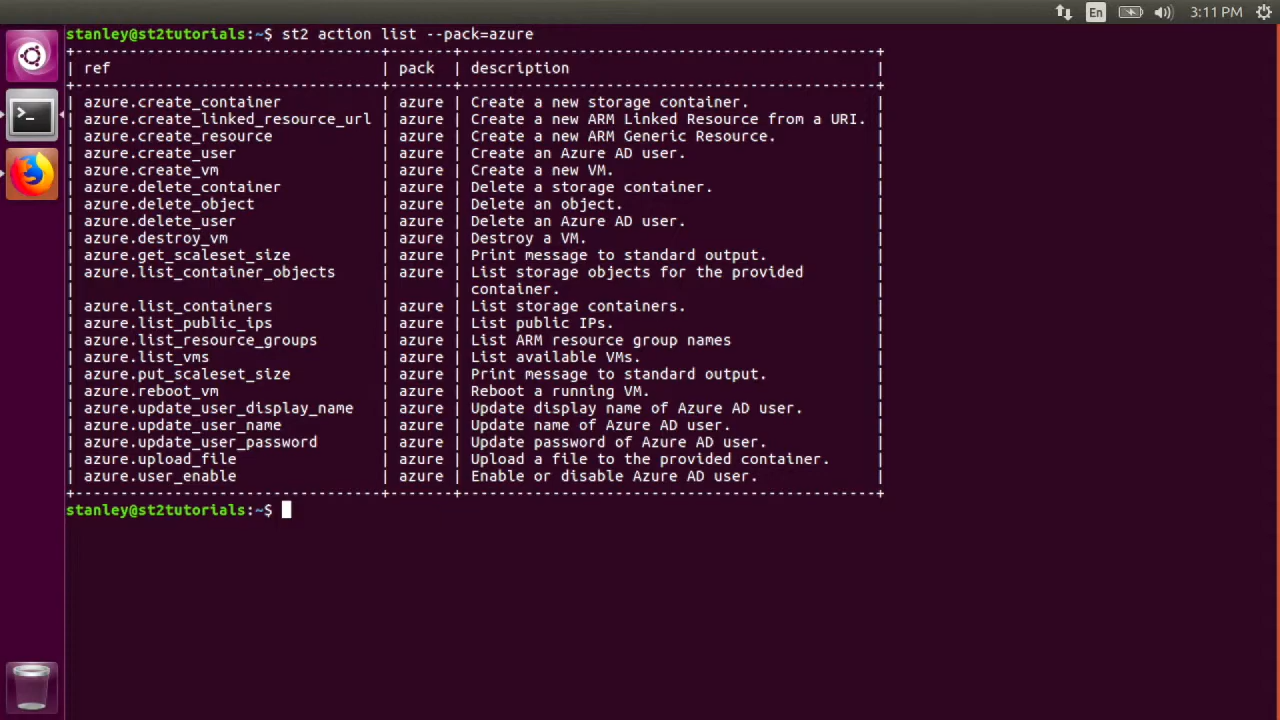 En 3:11 PM
stanley@st2tutorials:~$ st2 action list --pack=azure
+-----------------------------------+-------+----------------------------------------------+
| ref                               | pack  | description                                  |
+-----------------------------------+-------+----------------------------------------------+
| azure.create_container            | azure | Create a new storage container.              |
| azure.create_linked_resource_url  | azure | Create a new ARM Linked Resource from a URI. |
| azure.create_resource             | azure | Create a new ARM Generic Resource.           |
| azure.create_user                 | azure | Create an Azure AD user.                     |
| azure.create_vm                   | azure | Create a new VM.                             |
| azure.delete_container            | azure | Delete a storage container.                  |
| azure.delete_object               | azure | Delete an object.                            |
| azure.delete_user                 | azure | Delete an Azure AD user.                     |
| azure.destroy_vm                  | azure | Destroy a VM.                                |
| azure.get_scaleset_size           | azure | Print message to standard output.            |
| azure.list_container_objects      | azure | List storage objects for the provided        |
|                                   |       | container.                                   |
| azure.list_containers             | azure | List storage containers.                     |
| azure.list_public_ips             | azure | List public IPs.                             |
| azure.list_resource_groups        | azure | List ARM resource group names                |
| azure.list_vms                    | azure | List available VMs.                          |
| azure.put_scaleset_size           | azure | Print message to standard output.            |
| azure.reboot_vm                   | azure | Reboot a running VM.                         |
| azure.update_user_display_name    | azure | Update display name of Azure AD user.        |
| azure.update_user_name            | azure | Update name of Azure AD user.                |
| azure.update_user_password        | azure | Update password of Azure AD user.            |
| azure.upload_file                 | azure | Upload a file to the provided container.     |
| azure.user_enable                 | azure | Enable or disable Azure AD user.             |
+-----------------------------------+-------+----------------------------------------------+
stanley@st2tutorials:~$